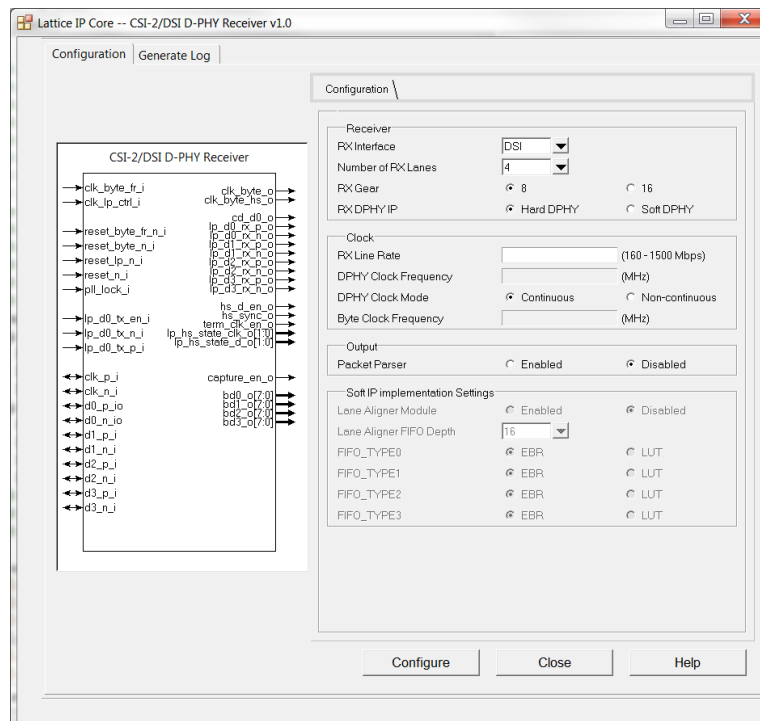 Lattice IP Core -- CSI-2/DSI D-PHY Receiver v1.0
Configuration Generate Log
CSI-2/DSI D-PHY Receiver
clk_byte_fr_i
clk_lp_ctrl_i
reset_byte_fr_n_i
reset_byte_n_i
reset_lp_n_i
reset_n_i
pll_lock_i
lp_d0_tx_en_i
lp_d0_tx_n_i
lp_d0_tx_p_i
clk_p_i
clk_n_i
d0_p_io
d0_n_io
d1_p_i
d1_n_i
d2_p_i
d2_n_i
d3_p_i
d3_n_i
clk_byte_o
clk_byte_hs_o
cd_d0_o
lp_d0_rx_p_o
lp_d0_rx_n_o
lp_d1_rx_p_o
lp_d1_rx_n_o
lp_d2_rx_p_o
lp_d2_rx_n_o
lp_d3_rx_p_o
lp_d3_rx_n_o
hs_d_en_o
hs_sync_o
term_clk_en_o
lp_hs_state_clk_o[1:0]
lp_hs_state_d_o[1:0]
capture_en_o
bd0_o[7:0]
bd1_o[7:0]
bd2_o[7:0]
bd3_o[7:0]
Configuration
Receiver
RX Interface DSI
Number of RX Lanes 4
RX Gear 8 16
RX DPHY IP Hard DPHY Soft DPHY
Clock
RX Line Rate (160 - 1500 Mbps)
DPHY Clock Frequency (MHz)
DPHY Clock Mode Continuous Non-continuous
Byte Clock Frequency (MHz)
Output
Packet Parser Enabled Disabled
Soft IP implementation Settings
Lane Aligner Module Enabled Disabled
Lane Aligner FIFO Depth 16
FIFO_TYPE0 EBR LUT
FIFO_TYPE1 EBR LUT
FIFO_TYPE2 EBR LUT
FIFO_TYPE3 EBR LUT
Configure Close Help